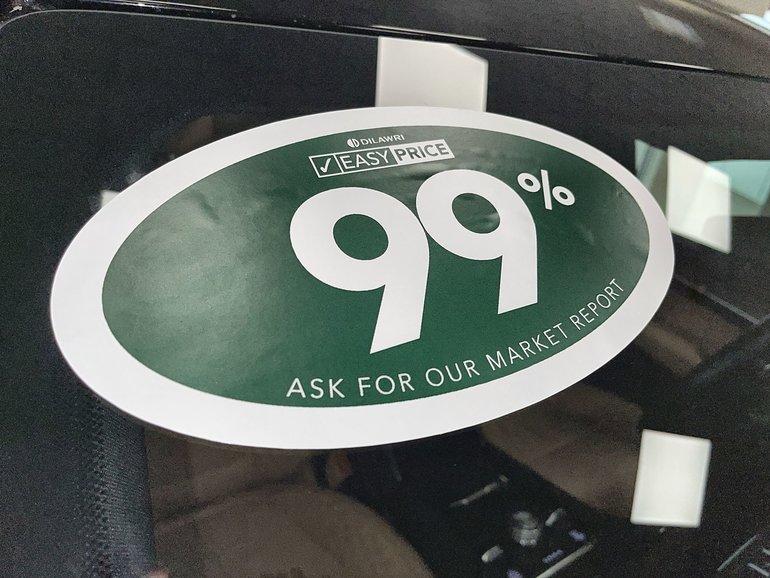 DILAWRI
✓ EASY PRICE
99%
ASK FOR OUR MARKET REPORT